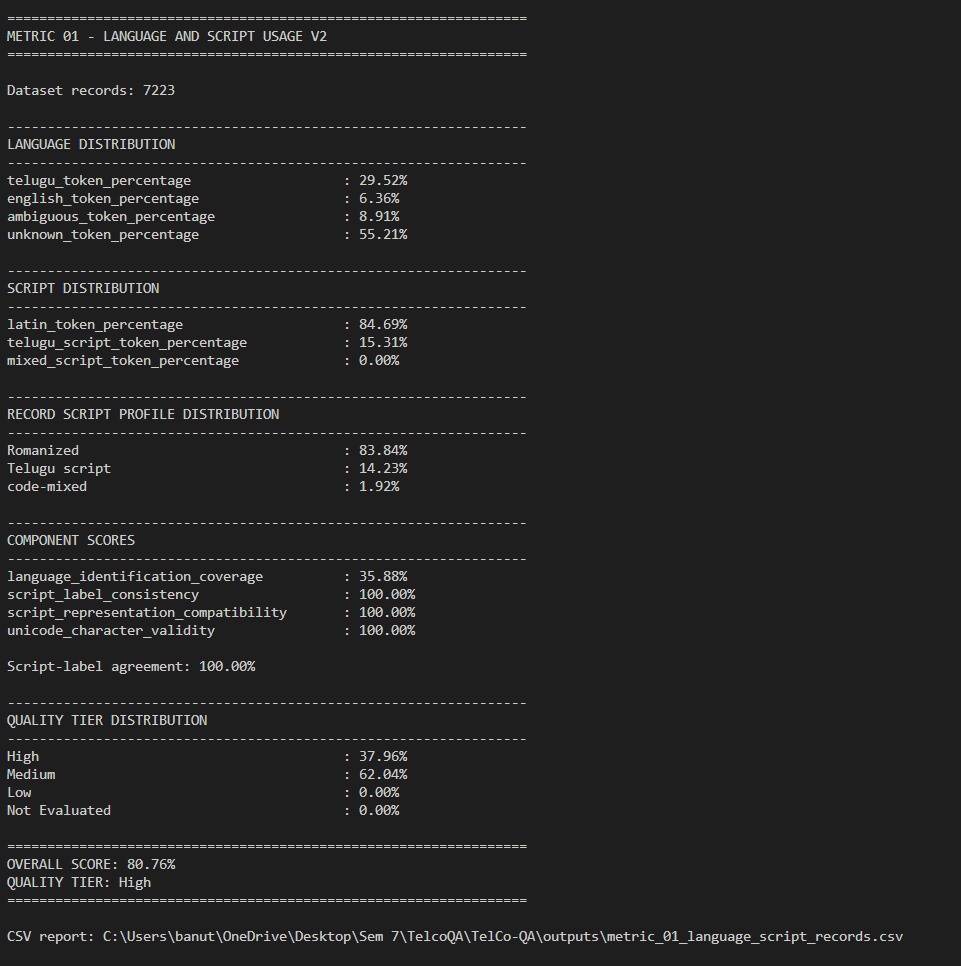 =================================================================
METRIC 01 - LANGUAGE AND SCRIPT USAGE V2
=================================================================
Dataset records: 7223
-----------------------------------------------------------------
LANGUAGE DISTRIBUTION
-----------------------------------------------------------------
telugu_token_percentage                  : 29.52%
english_token_percentage                 : 6.36%
ambiguous_token_percentage               : 8.91%
unknown_token_percentage                 : 55.21%
-----------------------------------------------------------------
SCRIPT DISTRIBUTION
-----------------------------------------------------------------
latin_token_percentage                   : 84.69%
telugu_script_token_percentage           : 15.31%
mixed_script_token_percentage            : 0.00%
-----------------------------------------------------------------
RECORD SCRIPT PROFILE DISTRIBUTION
-----------------------------------------------------------------
Romanized                                : 83.84%
Telugu script                            : 14.23%
code-mixed                               : 1.92%
-----------------------------------------------------------------
COMPONENT SCORES
-----------------------------------------------------------------
language_identification_coverage         : 35.88%
script_label_consistency                 : 100.00%
script_representation_compatibility      : 100.00%
unicode_character_validity               : 100.00%
Script-label agreement: 100.00%
-----------------------------------------------------------------
QUALITY TIER DISTRIBUTION
-----------------------------------------------------------------
High                                     : 37.96%
Medium                                   : 62.04%
Low                                      : 0.00%
Not Evaluated                            : 0.00%
=================================================================
OVERALL SCORE: 80.76%
QUALITY TIER: High
=================================================================
CSV report: C:\Users\banut\OneDrive\Desktop\Sem 7\TelcoQA\TelCo-QA\outputs\metric_01_language_script_records.csv